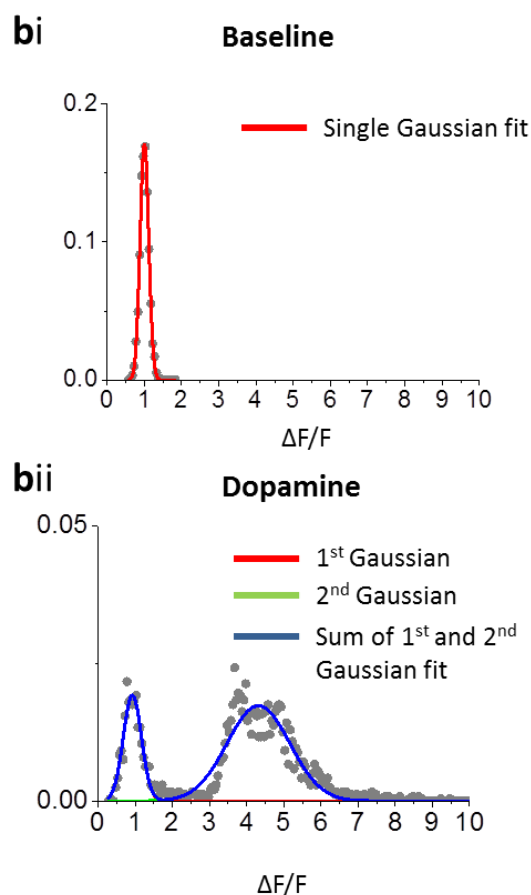 bi
Baseline
0.2
Single Gaussian fit
0.1
0.0
0 1 2 3 4 5 6 7 8 9 10
ΔF/F
bii
Dopamine
0.05
1st Gaussian
2nd Gaussian
Sum of 1st and 2nd
Gaussian fit
0.00
0 1 2 3 4 5 6 7 8 9 10
ΔF/F